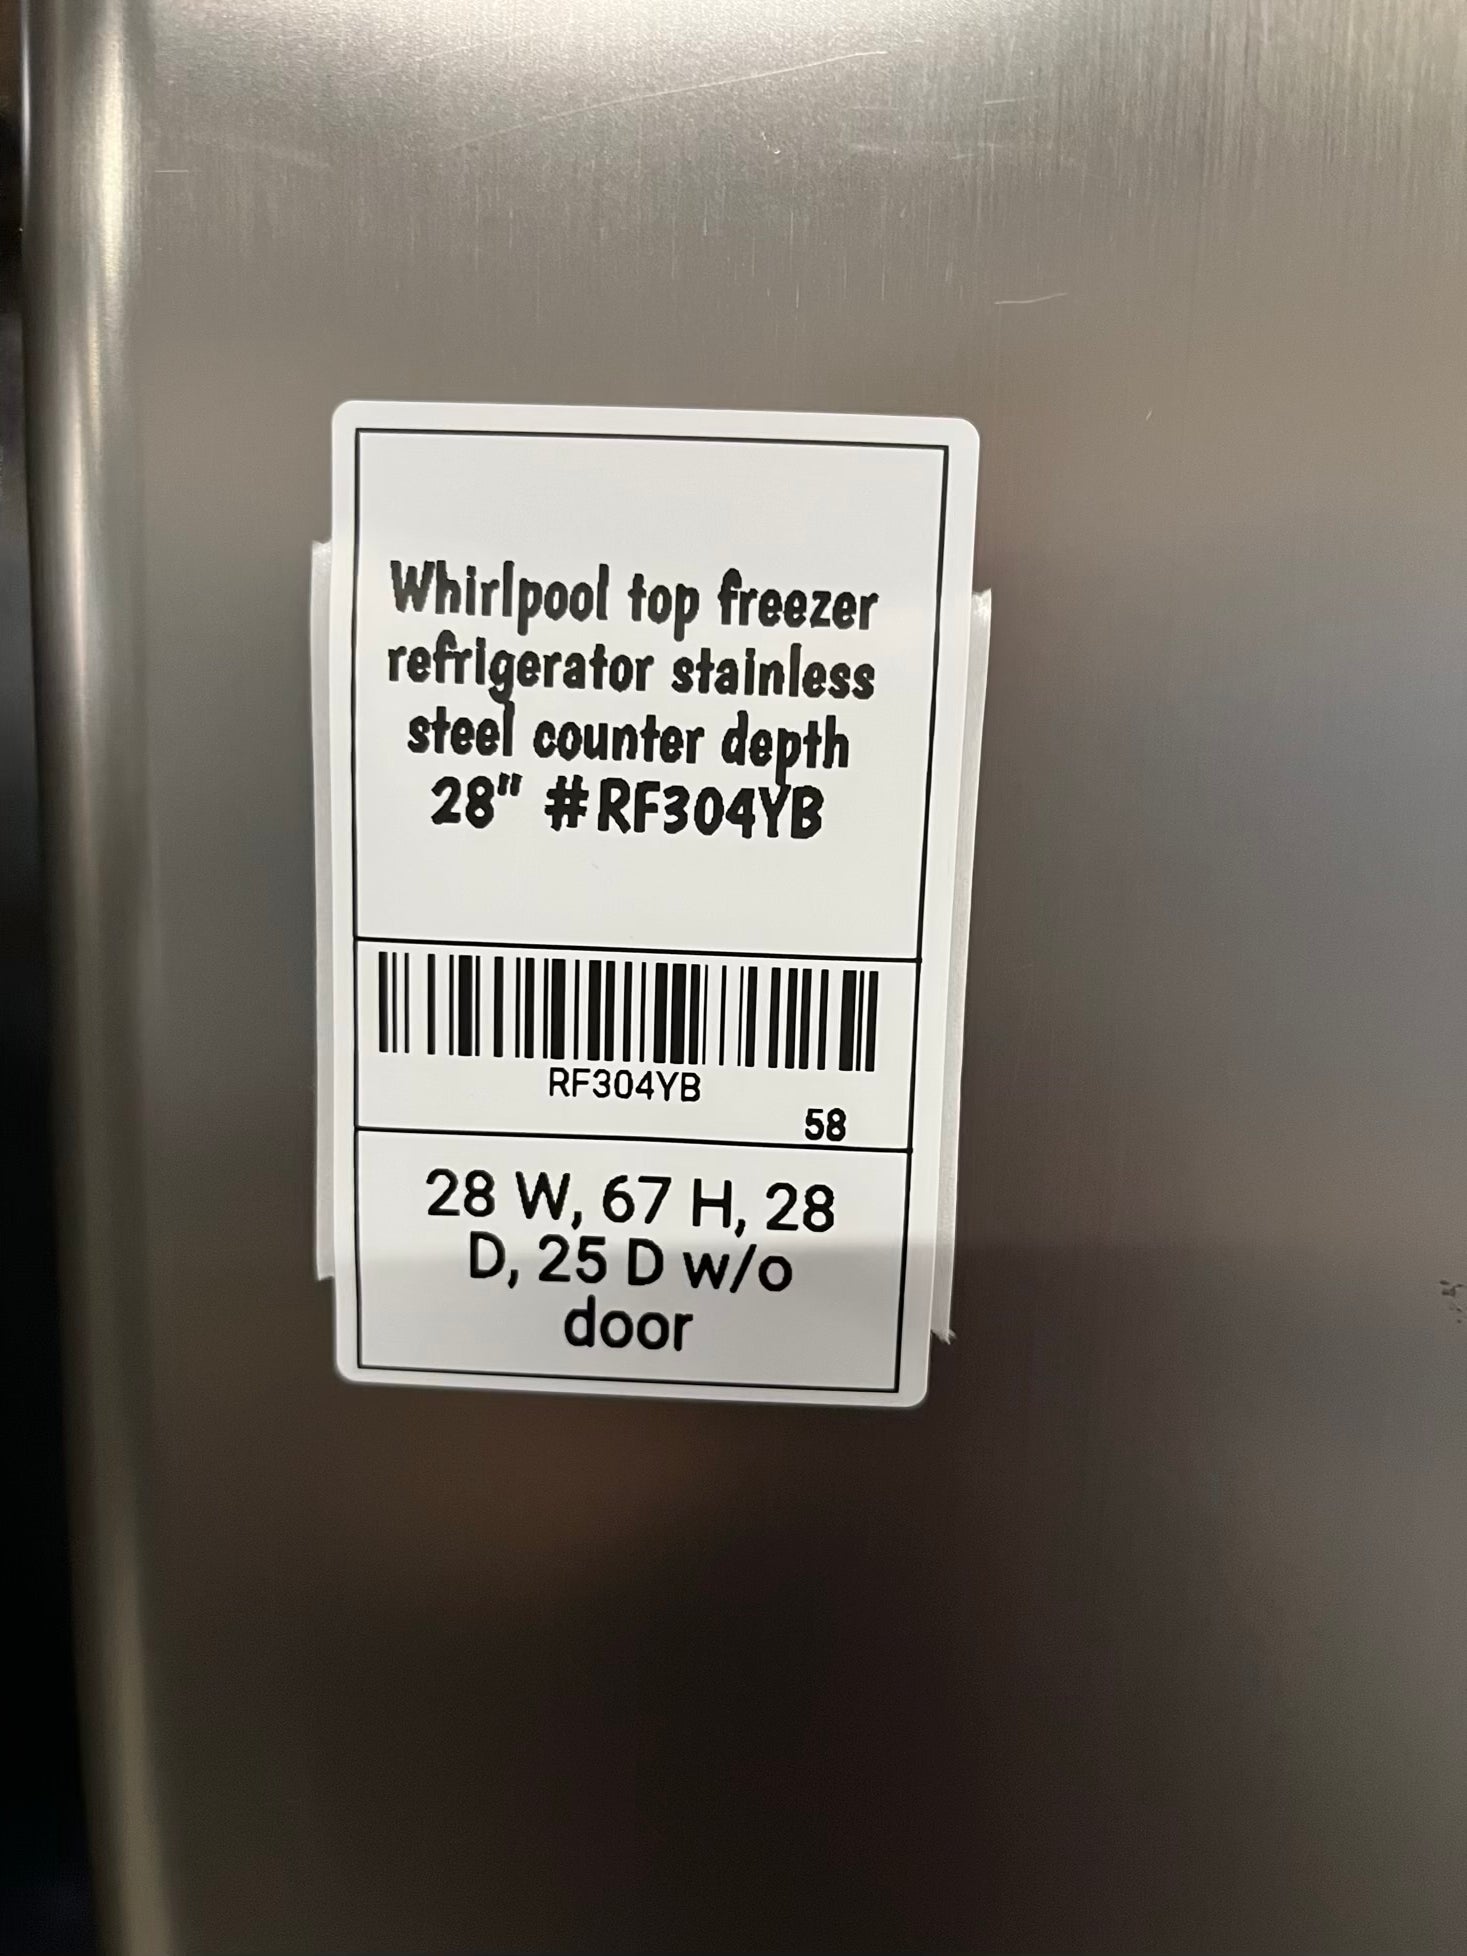 Whirlpool top freezer
refrigerator stainless
steel counter depth
28" #RF304YB
RF304YB
58
28 W, 67 H, 28
D, 25 D w/o
door